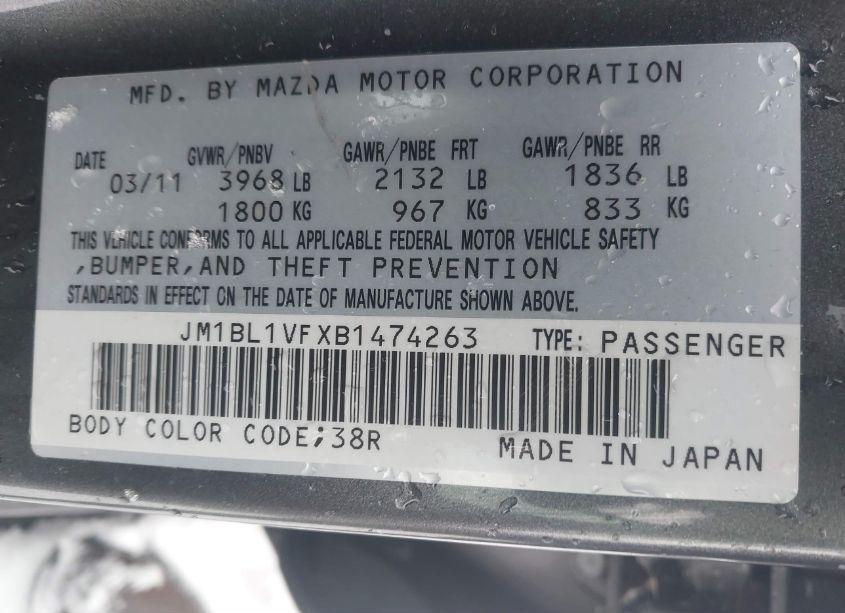 MFD. BY MAZDA MOTOR CORPORATION
DATE GVWR/PNBV GAWR/PNBE FRT GAWR/PNBE RR
03/11 3968 LB 2132 LB 1836 LB
1800 KG 967 KG 833 KG
THIS VEHICLE CONFORMS TO ALL APPLICABLE FEDERAL MOTOR VEHICLE SAFETY
,BUMPER,AND THEFT PREVENTION
STANDARDS IN EFFECT ON THE DATE OF MANUFACTURE SHOWN ABOVE.
JM1BL1VFXB1474263 TYPE: PASSENGER
BODY COLOR CODE;38R MADE IN JAPAN